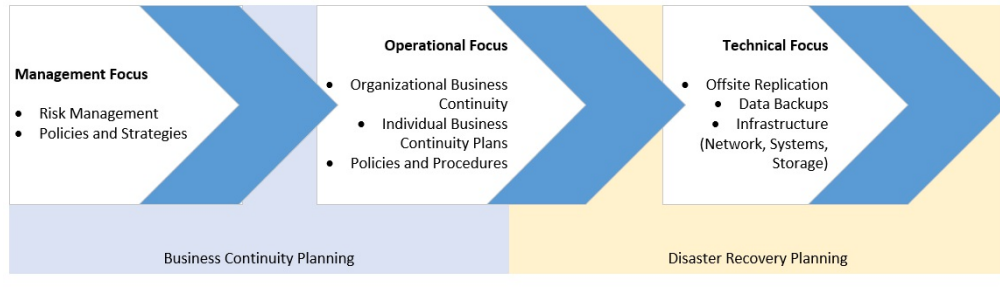 Management Focus
• Risk Management
• Policies and Strategies
Operational Focus
• Organizational Business
Continuity
• Individual Business
Continuity Plans
• Policies and Procedures
Technical Focus
• Offsite Replication
• Data Backups
• Infrastructure
(Network, Systems,
Storage)
Business Continuity Planning
Disaster Recovery Planning